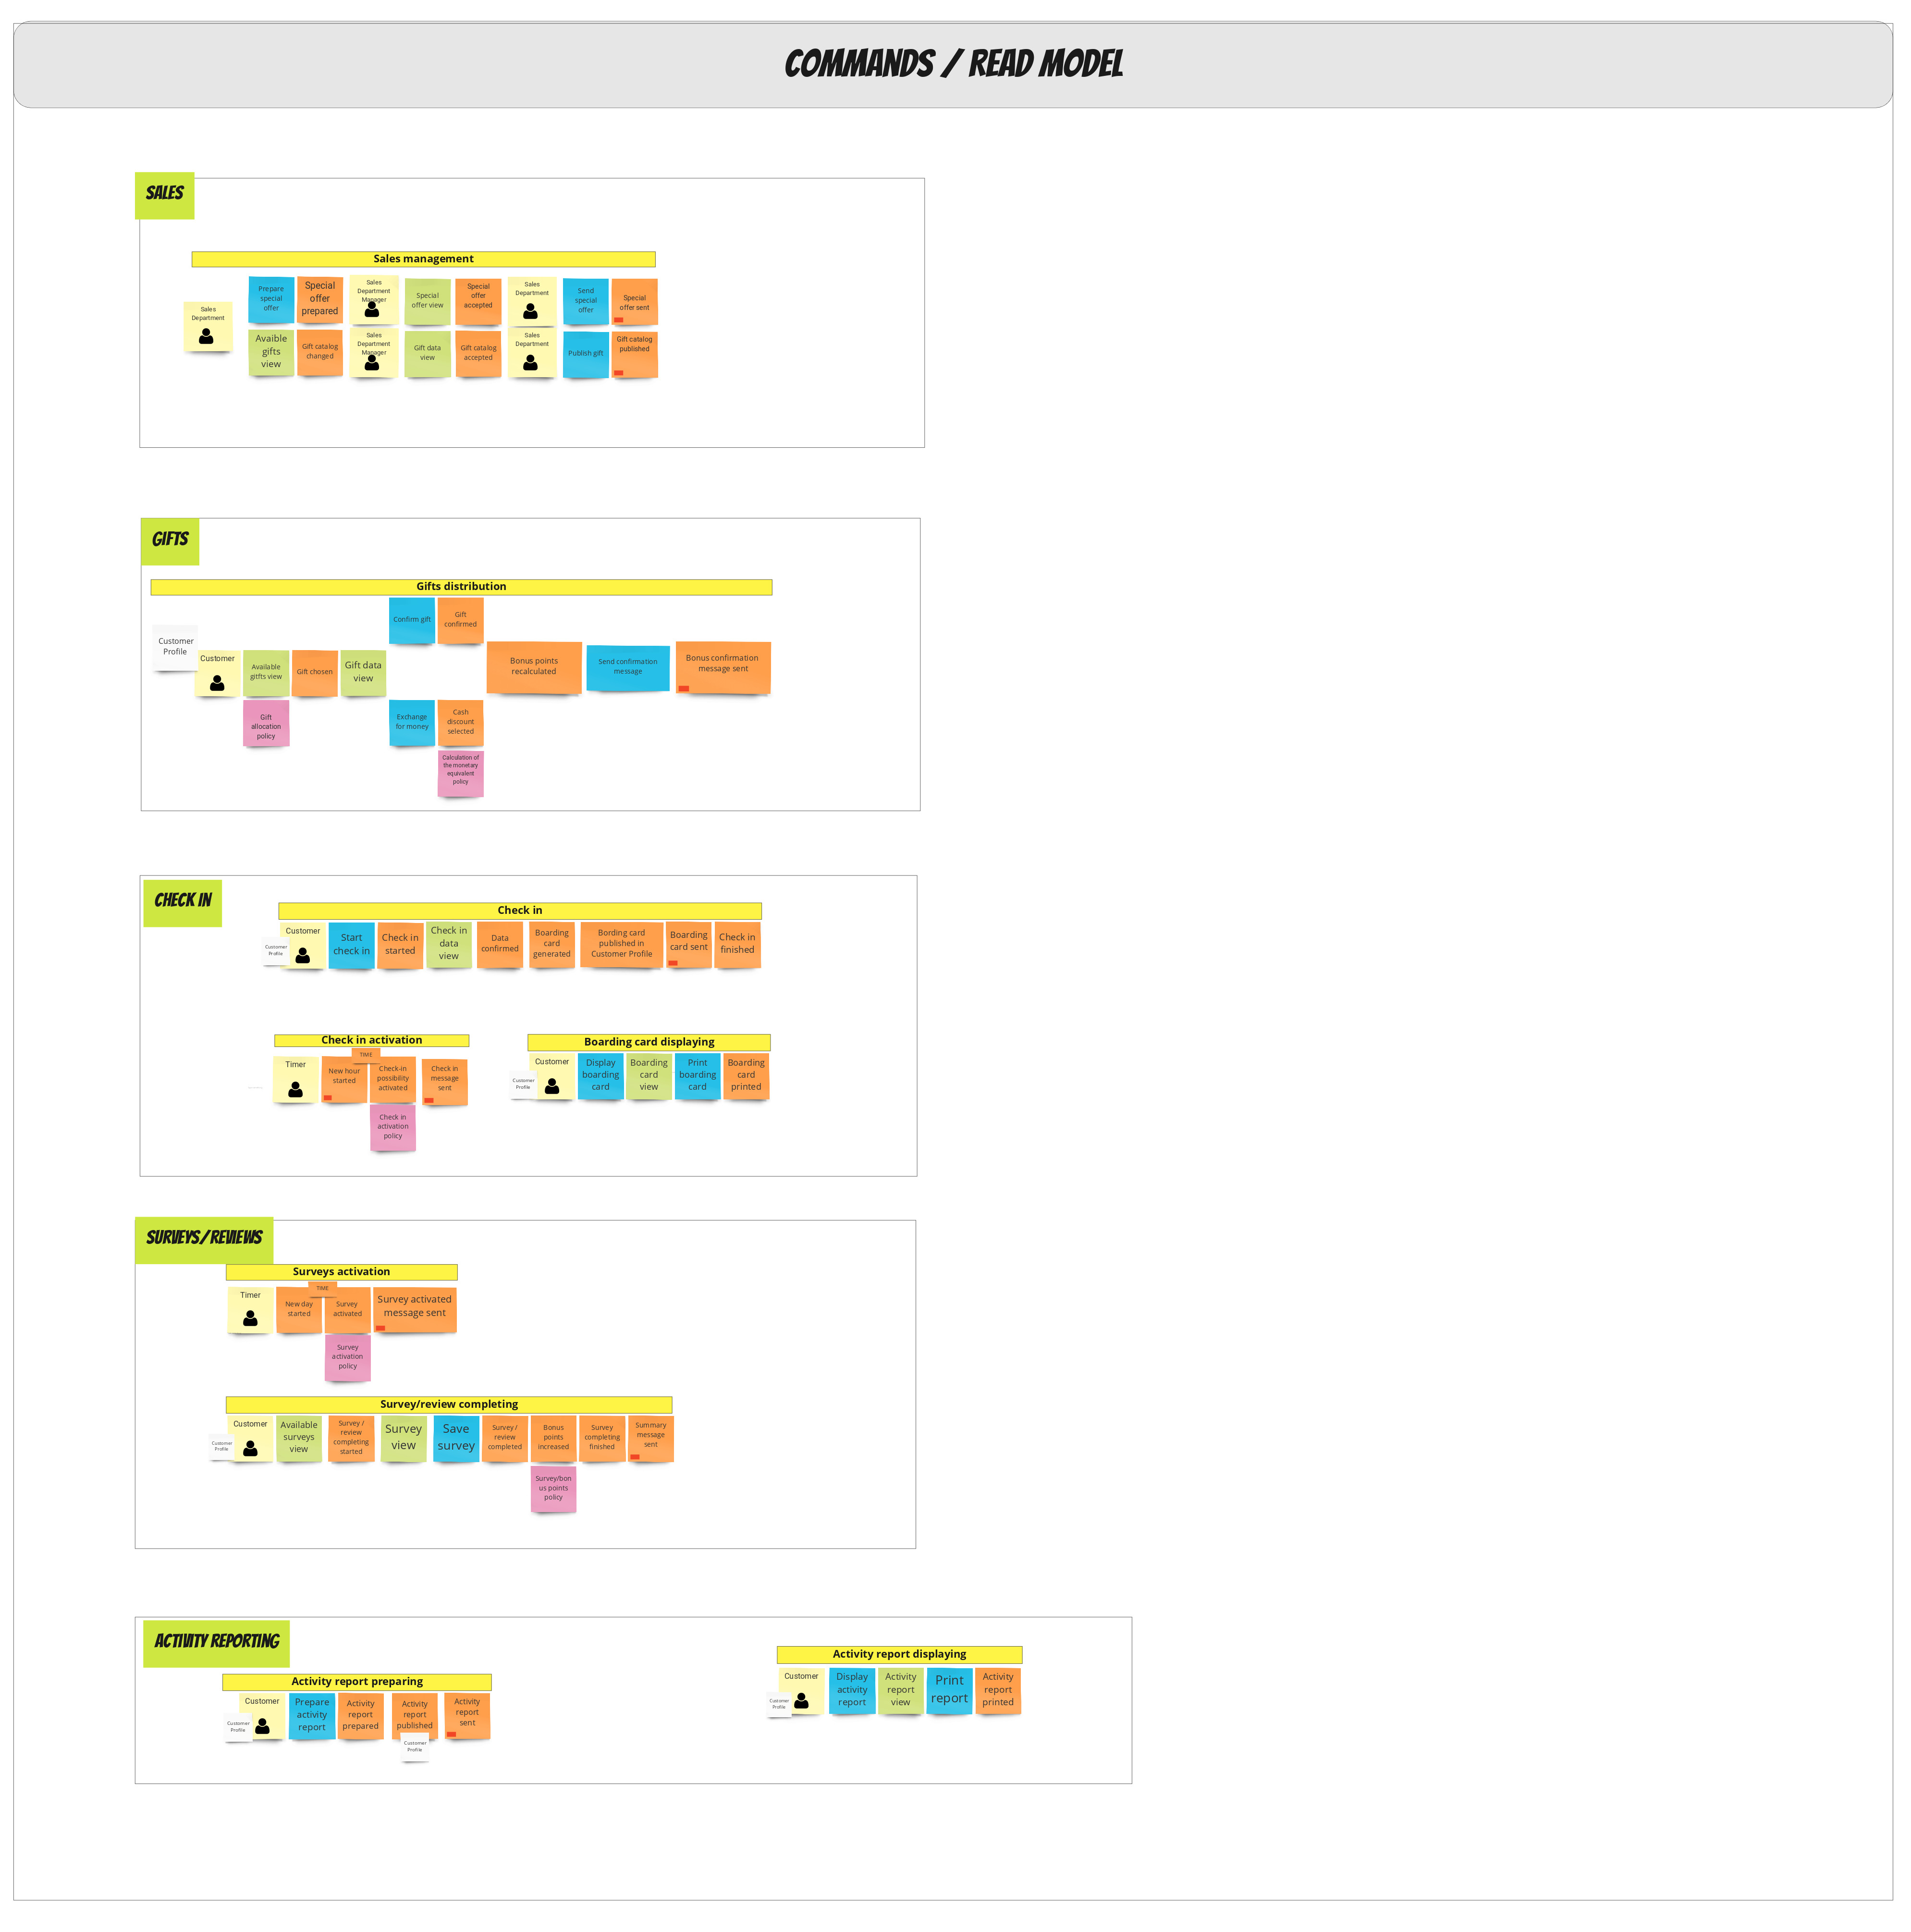 COMMANDS / READ MODEL
SALES
Sales management
Sales
Department
Prepare
special
offer
Special
offer
prepared
Sales
Department
Manager
Special
offer view
Special
offer
accepted
Sales
Department
Send
special
offer
Special
offer sent
Avaible
gifts
view
Gift catalog
changed
Sales
Department
Manager
Gift data
view
Gift catalog
accepted
Sales
Department
Publish gift
Gift catalog
published
GIFTS
Gifts distribution
Customer
Profile
Customer
Available
gitfts view
Gift chosen
Gift data
view
Confirm gift
Gift
confirmed
Bonus points
recalculated
Send confirmation
message
Bonus confirmation
message sent
Gift
allocation
policy
Exchange
for money
Cash
discount
selected
Calculation of
the monetary
equivalent
policy
CHECK IN
Check in
Customer
Profile
Customer
Start
check in
Check in
started
Check in
data
view
Data
confirmed
Boarding
card
generated
Bording card
published in
Customer Profile
Boarding
card sent
Check in
finished
Check in activation
Timer
New hour
started
TIME
Check-in
possibility
activated
Check in
message
sent
Check in
activation
policy
Boarding card displaying
Customer
Profile
Customer
Display
boarding
card
Boarding
card
view
Print
boarding
card
Boarding
card
printed
SURVEYS/REVIEWS
Surveys activation
Timer
New day
started
TIME
Survey
activated
Survey activated
message sent
Survey
activation
policy
Survey/review completing
Customer
Profile
Customer
Available
surveys
view
Survey /
review
completing
started
Survey
view
Save
survey
Survey /
review
completed
Bonus
points
increased
Survey
completing
finished
Summary
message
sent
Survey/bon
us points
policy
ACTIVITY REPORTING
Activity report preparing
Customer
Profile
Customer
Prepare
activity
report
Activity
report
prepared
Activity
report
published
Customer
Profile
Activity
report
sent
Activity report displaying
Customer
Profile
Customer
Display
activity
report
Activity
report
view
Print
report
Activity
report
printed